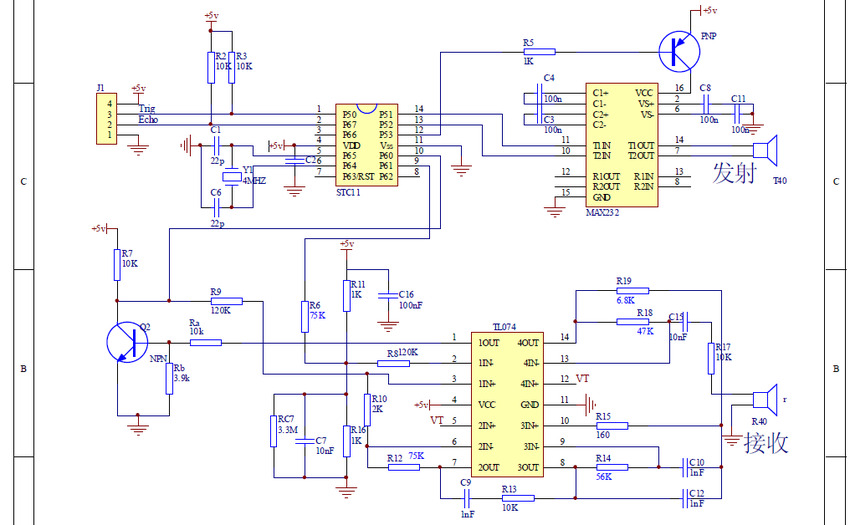 +5v
+5v
R5
1K
PNP
R2
10K
R3
10K
J1
+5v
4
3
2
1
Trig
Echo
C1
22p
Y1
4MHZ
C6
22p
+5v
C2
1 P50 P51 14
2 P67 P52 13
3 P66 P53 12
4 VDD Vss 11
5 P65 P60 10
6 P64 P61 9
7 P63/RST P62 8
STC11
C4
100n
C3
100n
C1+ VCC 16
C1- VS+ 2
C2+ VS- 6
C2-
11 T1IN T1OUT 14
10 T2IN T2OUT 7
12 R1OUT R1IN 13
9 R2OUT R2IN 8
15 GND
MAX232
C8
100n
C11
100n
发射
T40
C
C
+5v
R7
10K
R9
120K
Q2
NPN
Ra
10k
Rb
3.9k
+5v
R11
1K
C16
100nF
R6
75K
R8
120K
RC7
3.3M
C7
10nF
R16
1K
R10
2K
R12
75K
C9
1nF
R13
10K
TL074
1 1OUT 4OUT 14
2 1IN- 4IN- 13
3 1IN+ 4IN+ 12 VT
+5v 4 VCC GND 11
VT 5 2IN+ 3IN+ 10
6 2IN- 3IN- 9
7 2OUT 3OUT 8
R19
6.8K
R18
47K
C15
10nF
R17
10K
R15
160
R14
56K
C10
1nF
C12
1nF
r
R40
接收
B
B